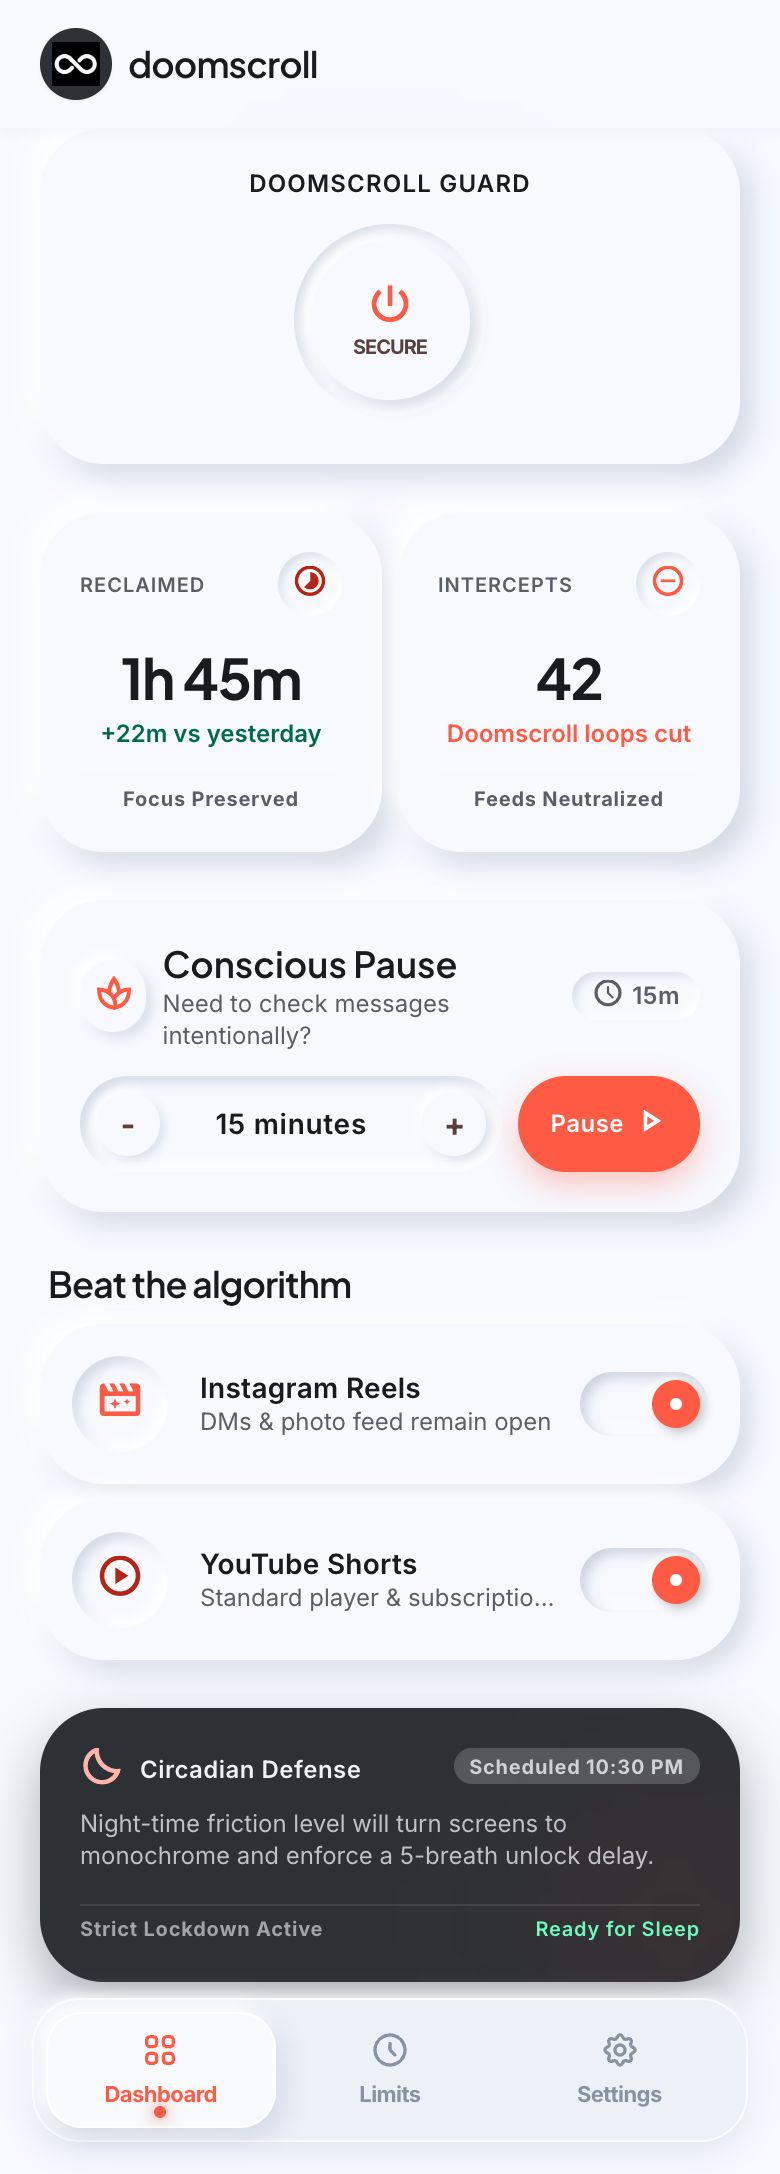 doomscroll
DOOMSCROLL GUARD
SECURE
RECLAIMED
1h 45m
+22m vs yesterday
Focus Preserved
INTERCEPTS
42
Doomscroll loops cut
Feeds Neutralized
Conscious Pause
Need to check messages
intentionally?
15m
- 15 minutes +
Pause
Beat the algorithm
Instagram Reels
DMs & photo feed remain open
YouTube Shorts
Standard player & subscriptio...
Circadian Defense
Scheduled 10:30 PM
Night-time friction level will turn screens to
monochrome and enforce a 5-breath unlock delay.
Strict Lockdown Active
Ready for Sleep
Dashboard
Limits
Settings